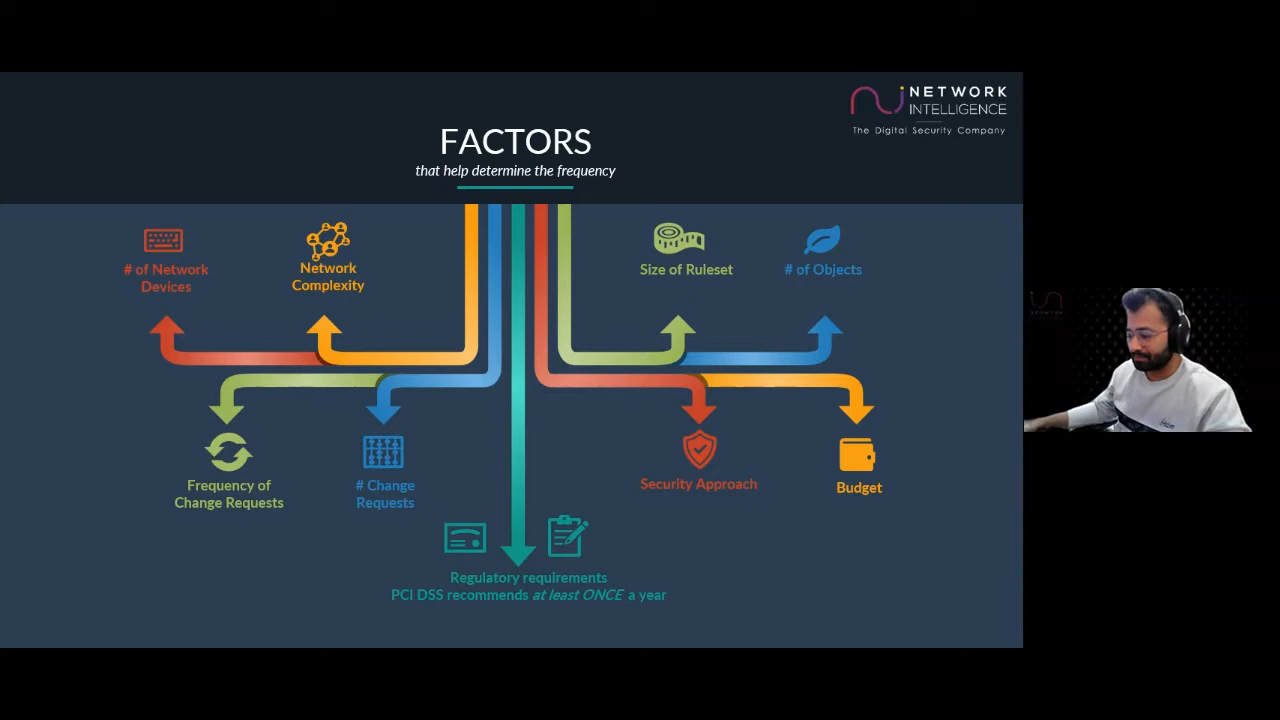 NETWORK
INTELLIGENCE
The Digital Security Company
FACTORS
that help determine the frequency
# of Network
Devices
Network
Complexity
Size of Ruleset
# of Objects
Frequency of
Change Requests
# Change
Requests
Security Approach
Budget
Regulatory requirements
PCI DSS recommends at least ONCE a year